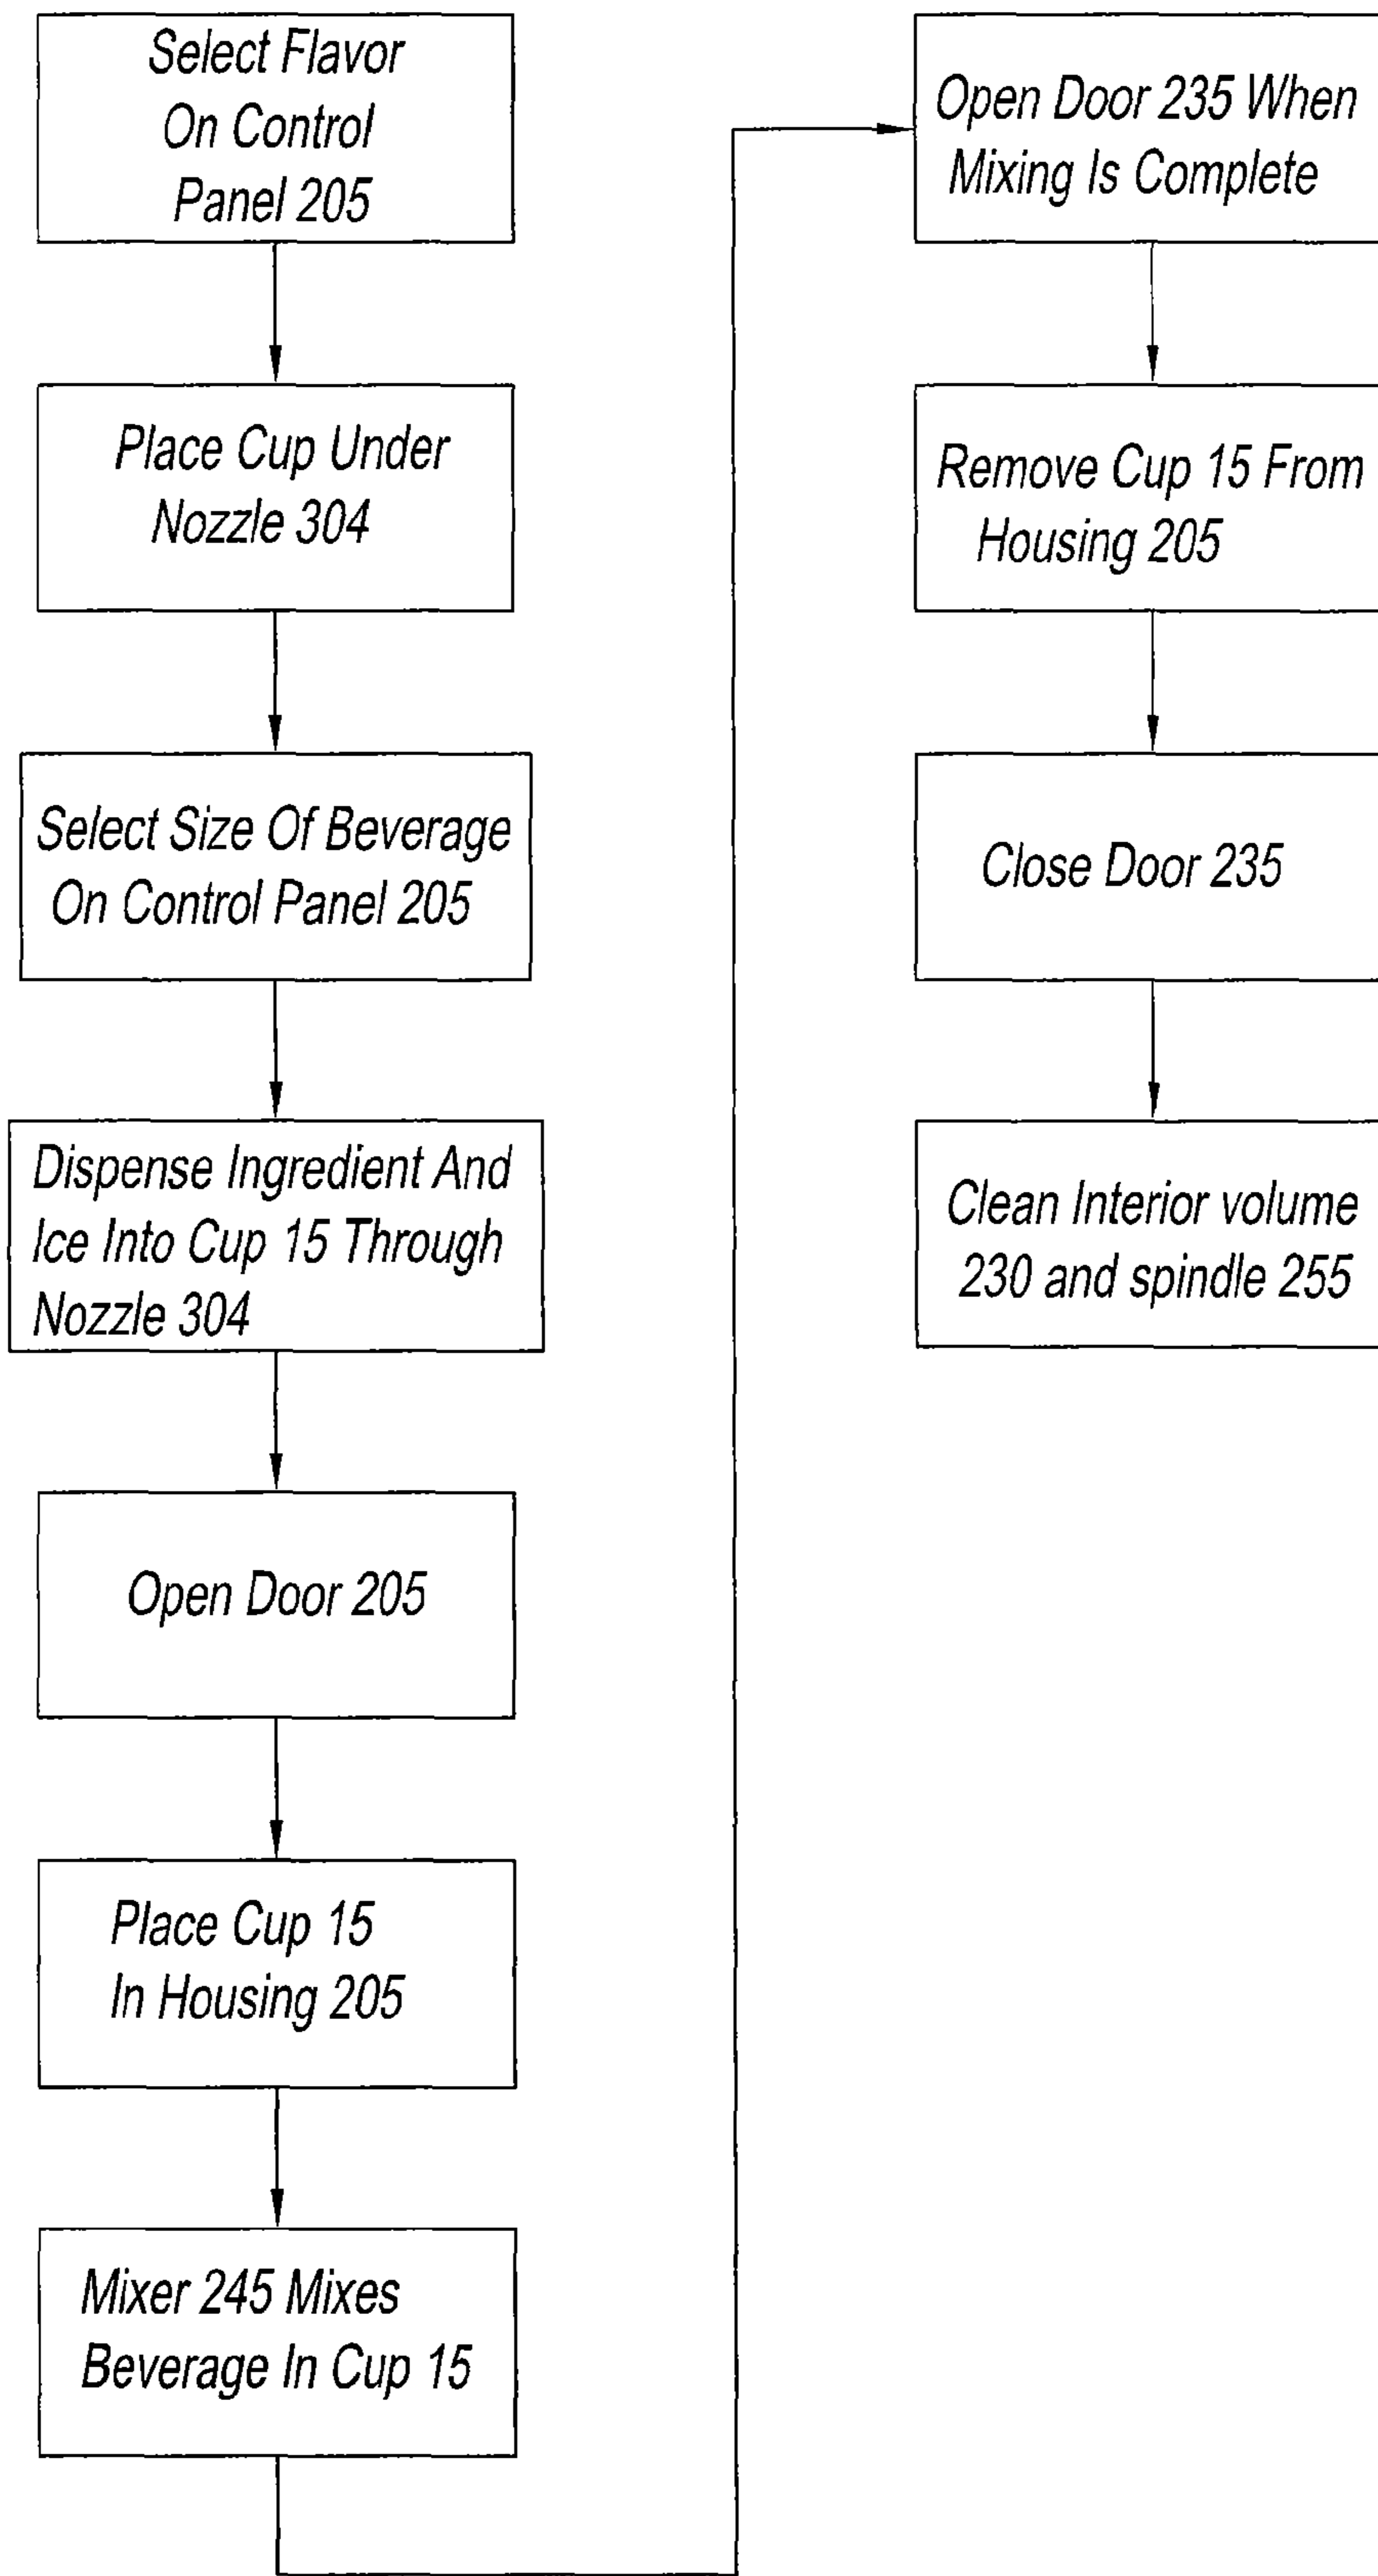 Select Flavor
On Control
Panel 205
Place Cup Under
Nozzle 304
Select Size Of Beverage
On Control Panel 205
Dispense Ingredient And
Ice Into Cup 15 Through
Nozzle 304
Open Door 205
Place Cup 15
In Housing 205
Mixer 245 Mixes
Beverage In Cup 15
Open Door 235 When
Mixing Is Complete
Remove Cup 15 From
Housing 205
Close Door 235
Clean Interior volume
230 and spindle 255